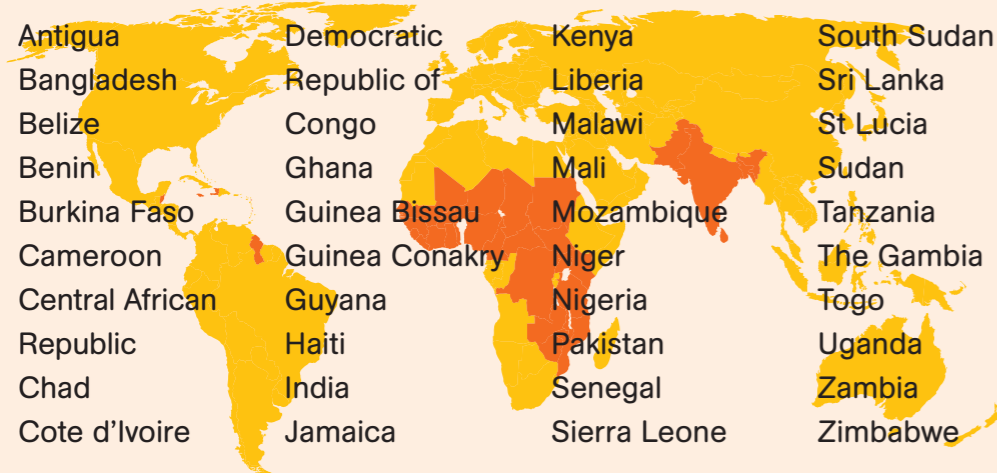 Antigua
Bangladesh
Belize
Benin
Burkina Faso
Cameroon
Central African
Republic
Chad
Cote d'Ivoire
Democratic
Republic of
Congo
Ghana
Guinea Bissau
Guinea Conakry
Guyana
Haiti
India
Jamaica
Kenya
Liberia
Malawi
Mali
Mozambique
Niger
Nigeria
Pakistan
Senegal
Sierra Leone
South Sudan
Sri Lanka
St Lucia
Sudan
Tanzania
The Gambia
Togo
Uganda
Zambia
Zimbabwe